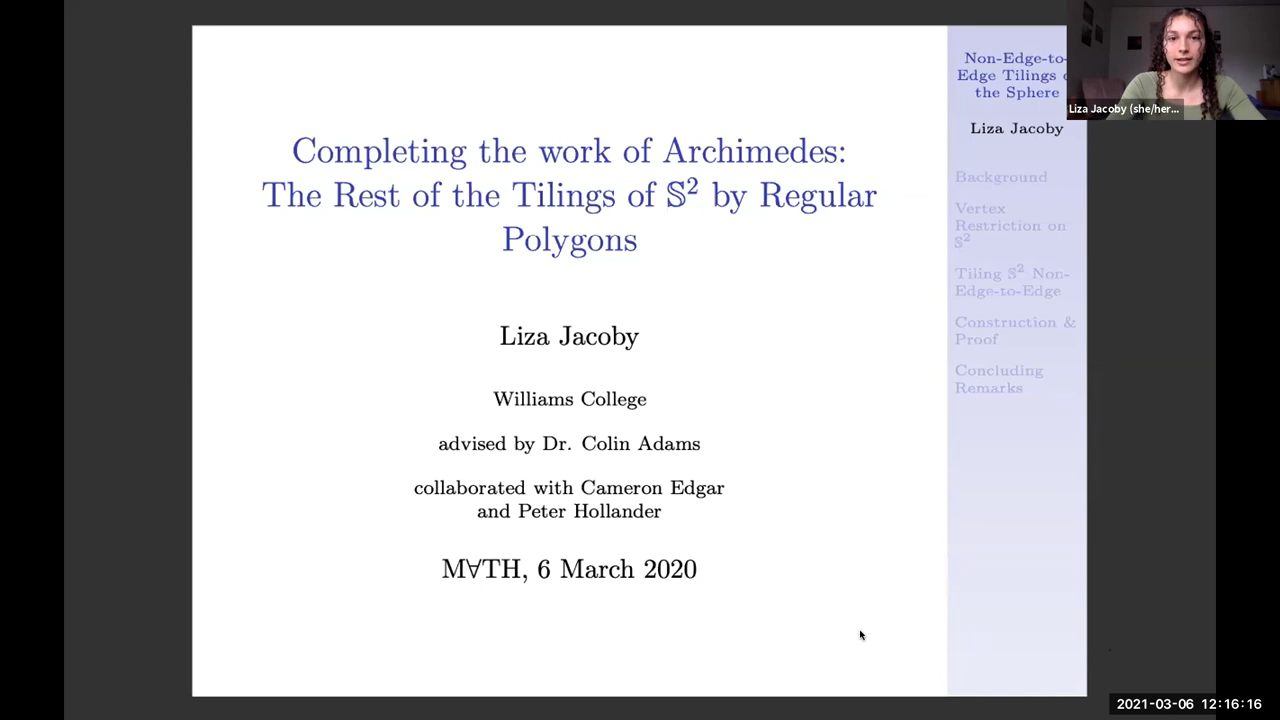 Completing the work of Archimedes:
The Rest of the Tilings of 𝕊² by Regular
Polygons
Liza Jacoby
Williams College
advised by Dr. Colin Adams
collaborated with Cameron Edgar
and Peter Hollander
M∀TH, 6 March 2020
Non-Edge-to-
Edge Tilings
the Sphere
Liza Jacoby
Background
Vertex
Restriction on
𝕊²
Tiling 𝕊² Non-
Edge-to-Edge
Construction &
Proof
Concluding
Remarks
Liza Jacoby (she/her...
2021-03-06 12:16:16